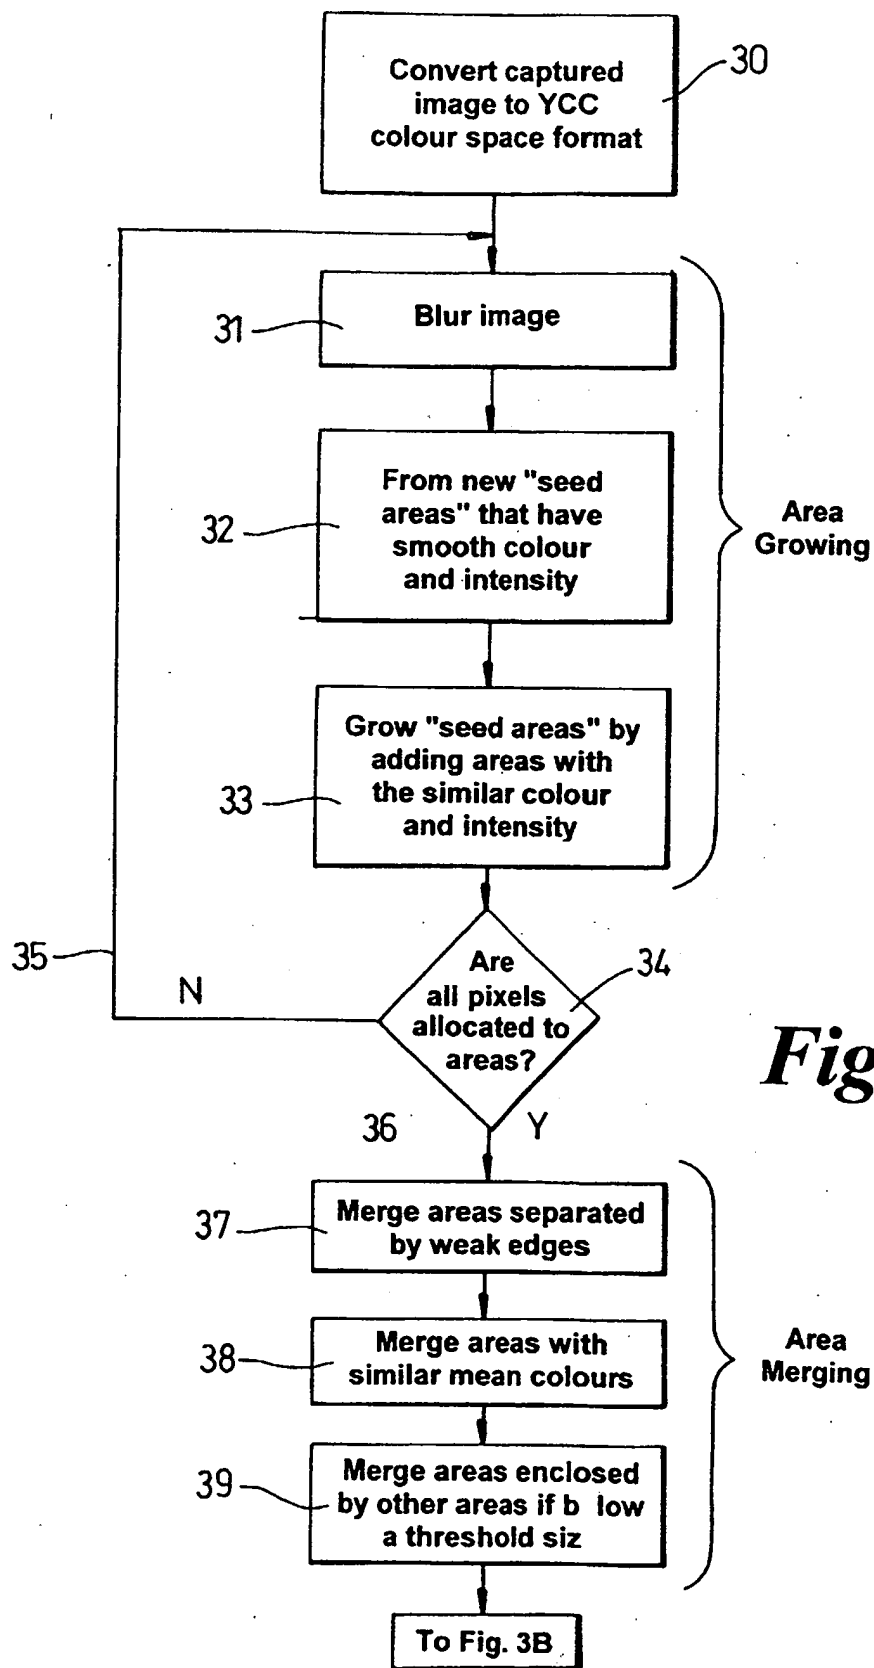 Convert captured
image to YCC
colour space format
30
31
Blur image
32
From new "seed
areas" that have
smooth colour
and intensity
Area
Growing
33
Grow "seed areas" by
adding areas with
the similar colour
and intensity
34
Are
all pixels
allocated to
areas?
35
N
Fig
36
Y
37
Merge areas separated
by weak edges
38
Merge areas with
similar mean colours
Area
Merging
39
Merge areas enclosed
by other areas if b low
a threshold siz
To Fig. 3B